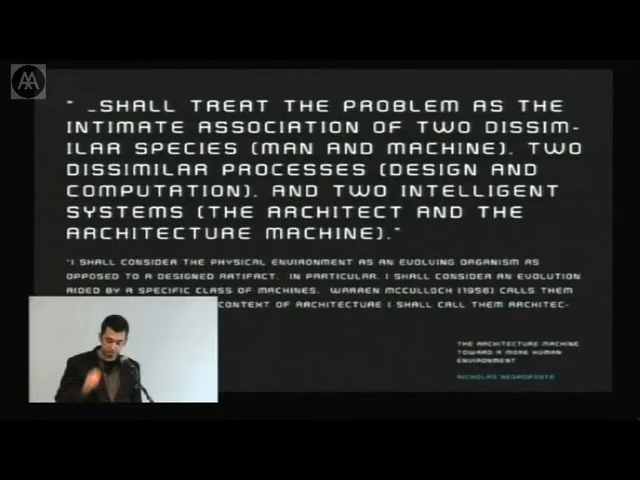 AA
" _SHALL TREAT THE PROBLEM AS THE
INTIMATE ASSOCIATION OF TWO DISSIM-
ILAR SPECIES (MAN AND MACHINE), TWO
DISSIMILAR PROCESSES (DESIGN AND
COMPUTATION), AND TWO INTELLIGENT
SYSTEMS (THE ARCHITECT AND THE
ARCHITECTURE MACHINE)."
"I SHALL CONSIDER THE PHYSICAL ENVIRONMENT AS AN EVOLVING ORGANISM AS
OPPOSED TO A DESIGNED ARTIFACT. IN PARTICULAR, I SHALL CONSIDER AN EVOLUTION
AIDED BY A SPECIFIC CLASS OF MACHINES. WARREN MCCULLOCH (1956) CALLS THEM
CONTEXT OF ARCHITECTURE I SHALL CALL THEM ARCHITEC-
THE ARCHITECTURE MACHINE
TOWARD A MORE HUMAN
ENVIRONMENT
NICHOLAS NEGROPONTE